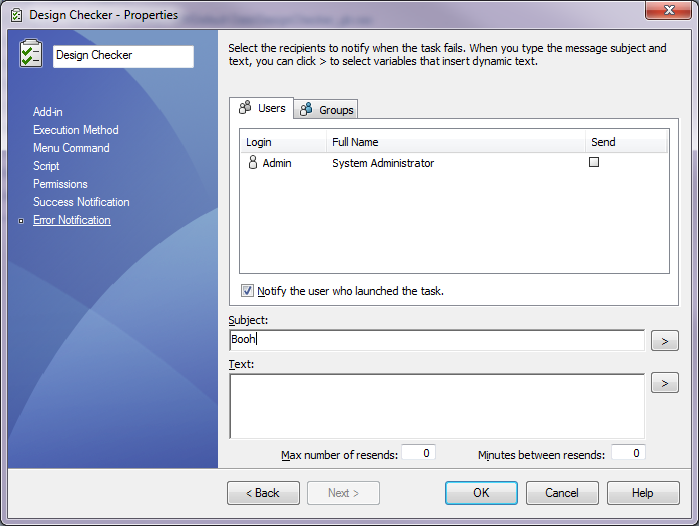 Design Checker - Properties
Design Checker
Add-in
Execution Method
Menu Command
Script
Permissions
Success Notification
Error Notification
Select the recipients to notify when the task fails. When you type the message subject and
text, you can click > to select variables that insert dynamic text.
Users Groups
Login Full Name Send
Admin System Administrator
Notify the user who launched the task.
Subject:
Booh
>
Text:
>
Max number of resends: 0 Minutes between resends: 0
< Back Next > OK Cancel Help